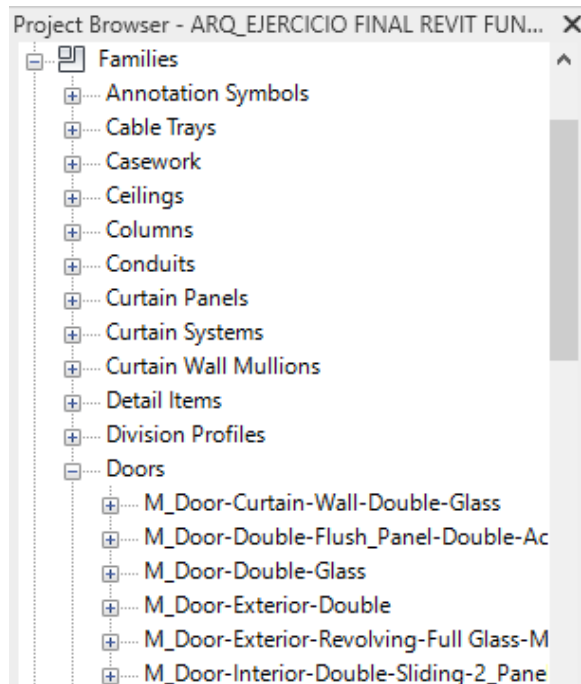 Project Browser - ARQ_EJERCICIO FINAL REVIT FUN...
Families
Annotation Symbols
Cable Trays
Casework
Ceilings
Columns
Conduits
Curtain Panels
Curtain Systems
Curtain Wall Mullions
Detail Items
Division Profiles
Doors
M_Door-Curtain-Wall-Double-Glass
M_Door-Double-Flush_Panel-Double-Ac
M_Door-Double-Glass
M_Door-Exterior-Double
M_Door-Exterior-Revolving-Full Glass-M
M_Door-Interior-Double-Sliding-2_Pane